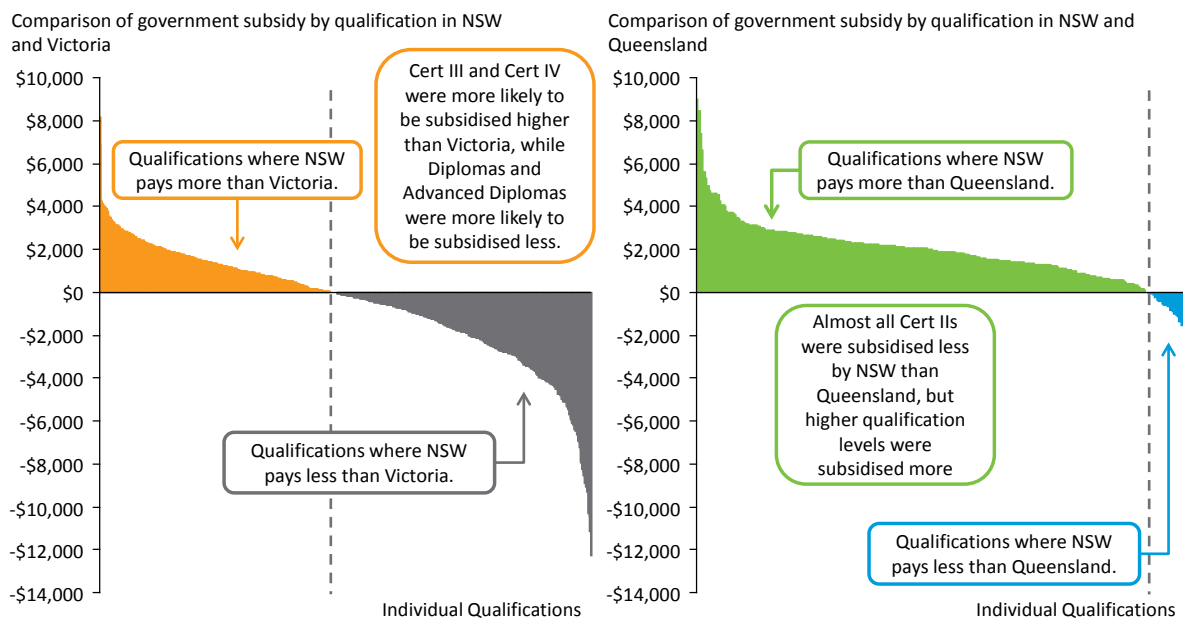 Comparison of government subsidy by qualification in NSW
and Victoria
$10,000
$8,000
$6,000
$4,000
$2,000
$0
-$2,000
-$4,000
-$6,000
-$8,000
-$10,000
-$12,000
-$14,000
Qualifications where NSW
pays more than Victoria.
Cert III and Cert IV
were more likely to
be subsidised higher
than Victoria, while
Diplomas and
Advanced Diplomas
were more likely to
be subsidised less.
Qualifications where NSW
pays less than Victoria.
Individual Qualifications
Comparison of government subsidy by qualification in NSW and
Queensland
$10,000
$8,000
$6,000
$4,000
$2,000
$0
-$2,000
-$4,000
-$6,000
-$8,000
-$10,000
-$12,000
-$14,000
Qualifications where NSW
pays more than Queensland.
Almost all Cert IIs
were subsidised less
by NSW than
Queensland, but
higher qualification
levels were
subsidised more
Qualifications where NSW
pays less than Queensland.
Individual Qualifications